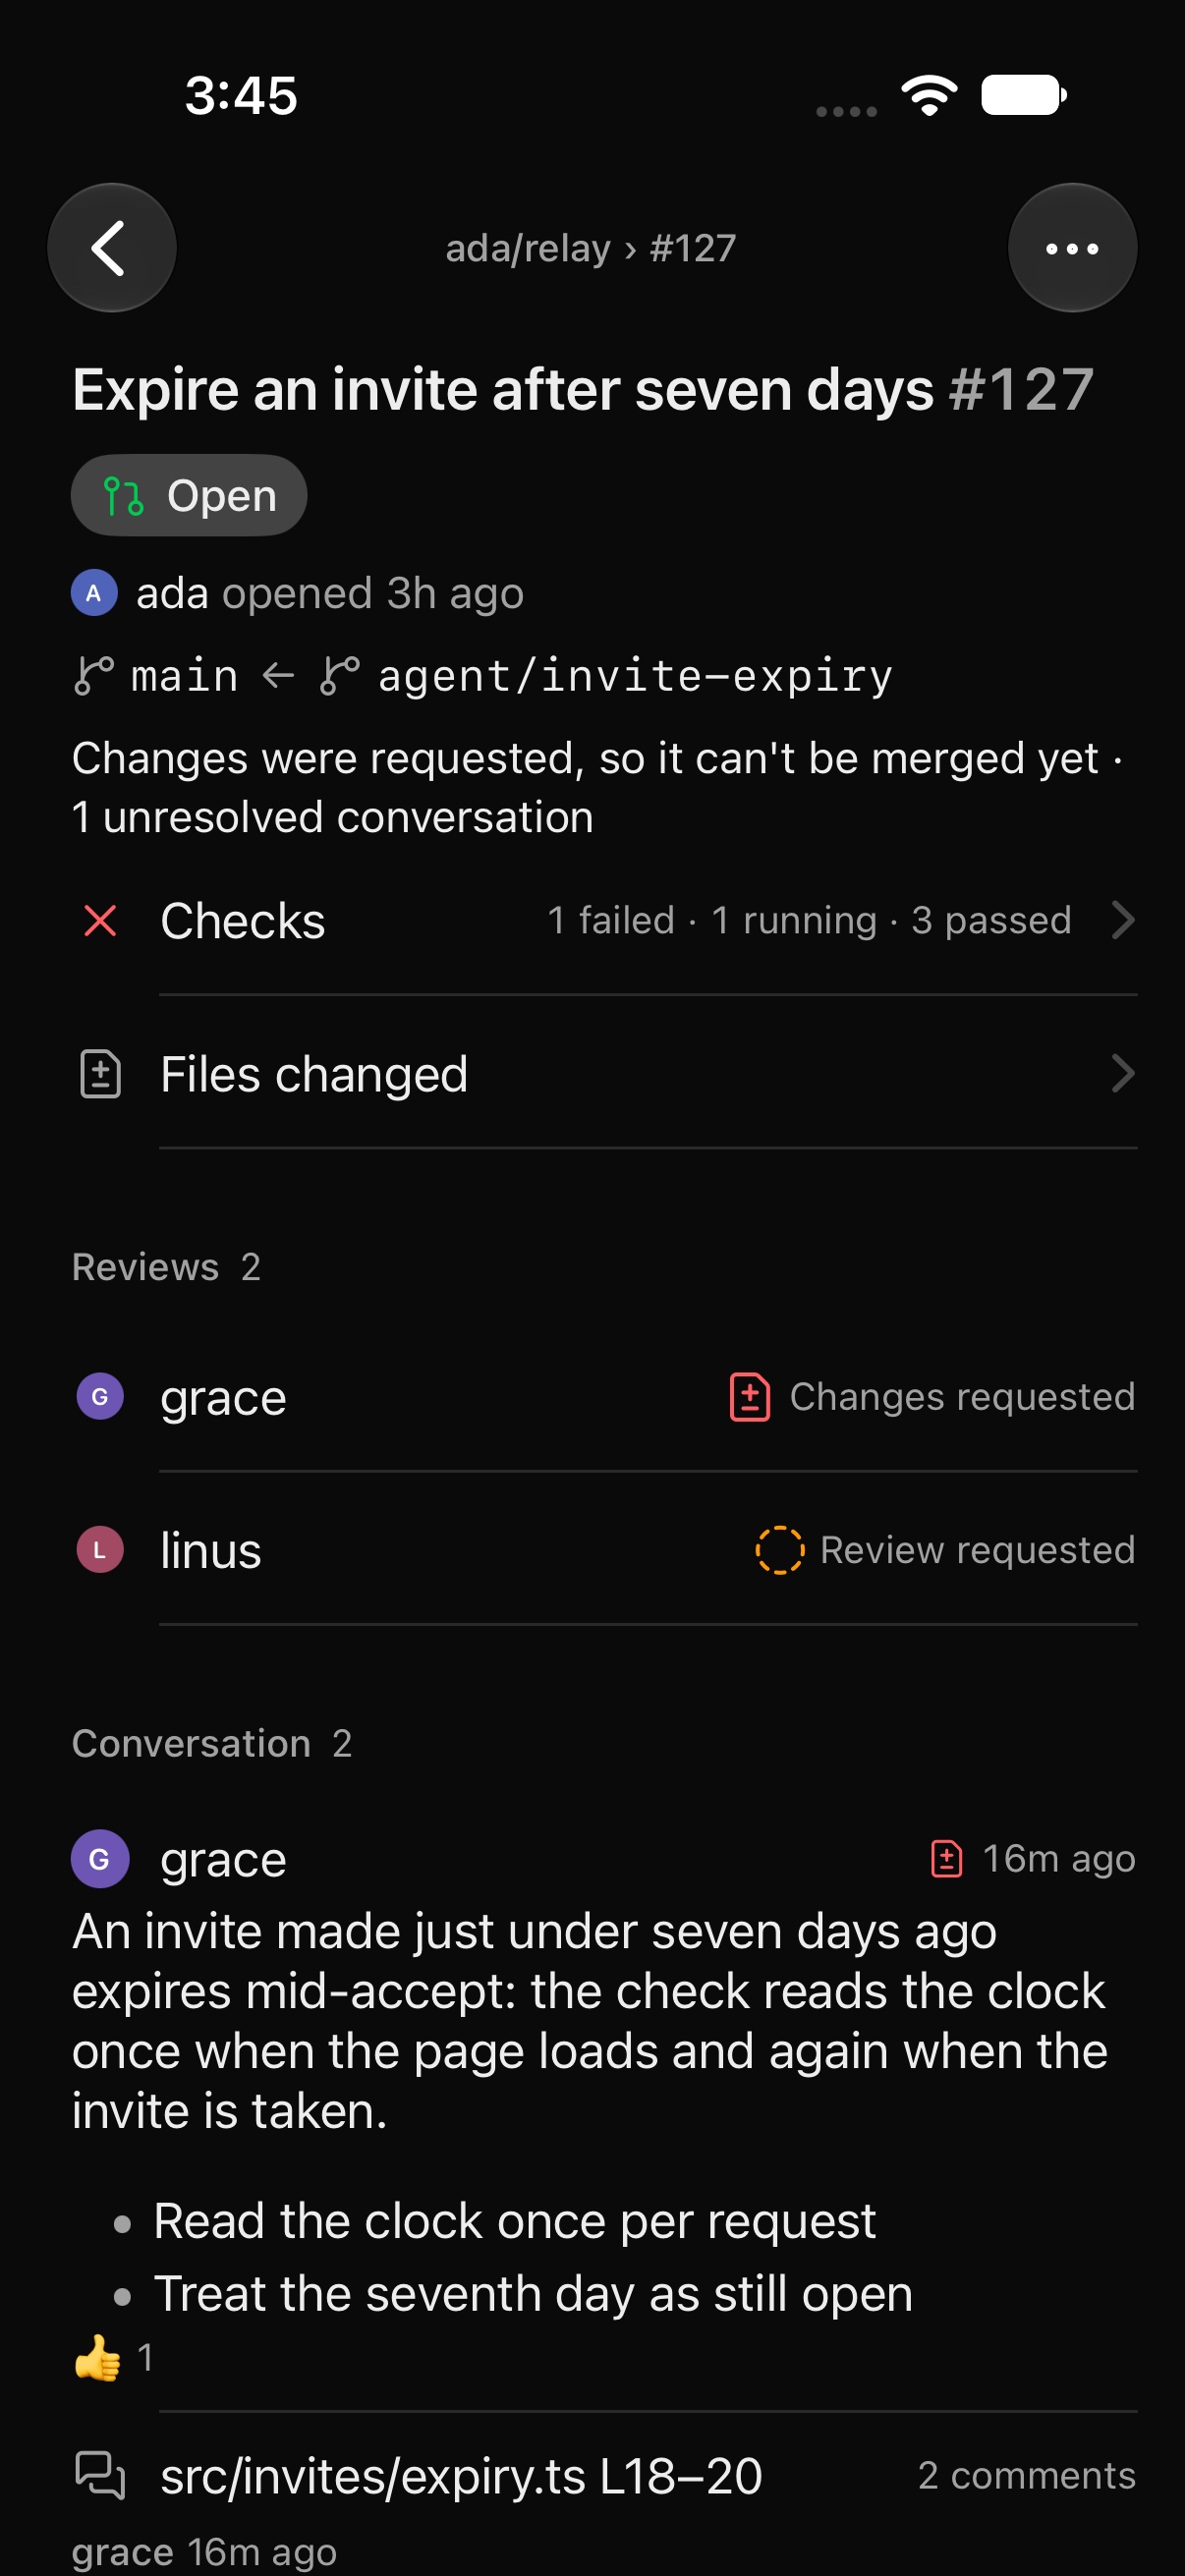 3:45
ada/relay › #127
Expire an invite after seven days #127
Open
A ada opened 3h ago
main ← agent/invite-expiry
Changes were requested, so it can't be merged yet ·
1 unresolved conversation
Checks 1 failed · 1 running · 3 passed
Files changed
Reviews 2
G grace Changes requested
L linus Review requested
Conversation 2
G grace 16m ago
An invite made just under seven days ago
expires mid-accept: the check reads the clock
once when the page loads and again when the
invite is taken.
• Read the clock once per request
• Treat the seventh day as still open
👍 1
src/invites/expiry.ts L18–20 2 comments
grace 16m ago